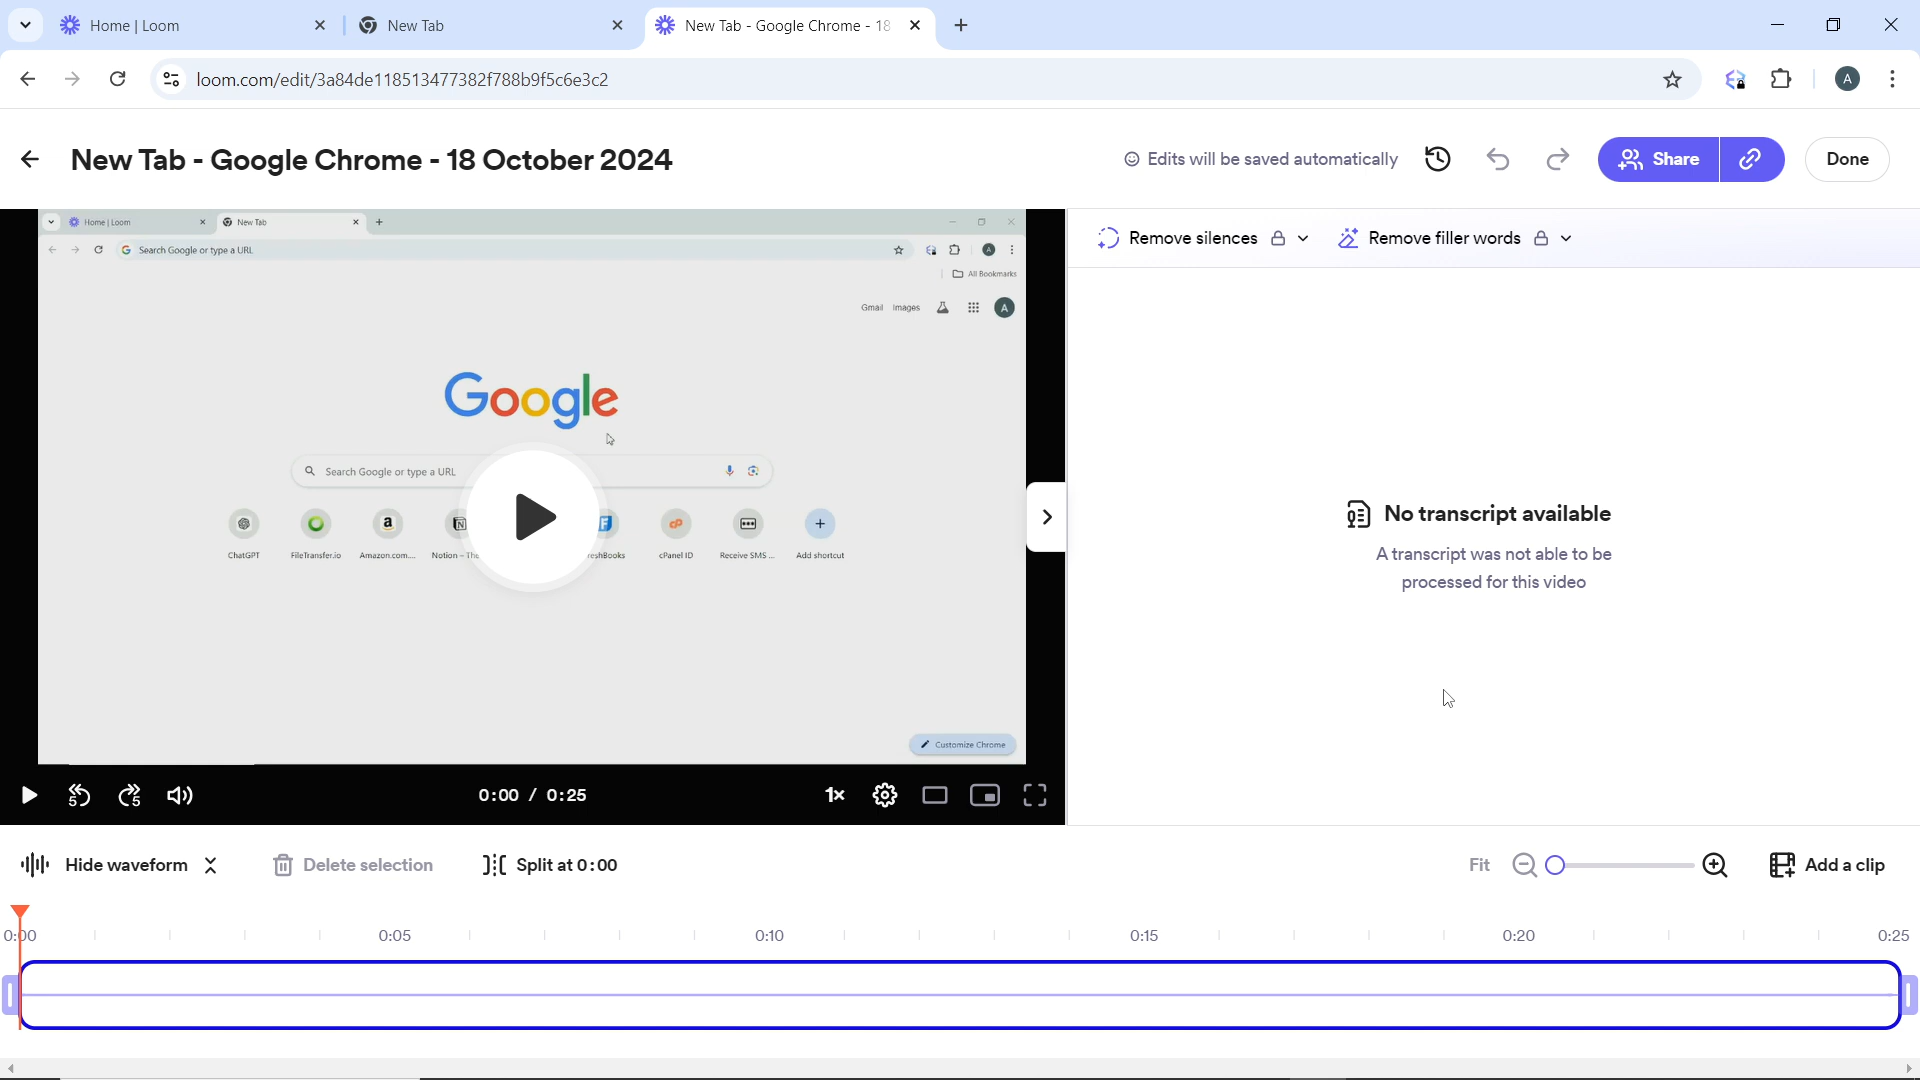 Home | Loom
New Tab
New Tab - Google Chrome - 18
loom.com/edit/3a84de118513477382f788b9f5c6e3c2
A
New Tab - Google Chrome - 18 October 2024
Edits will be saved automatically
Share
Done
Home | Loom
New Tab
Search Google or type a URL
A
All Bookmarks
Gmail
Images
A
Google
Search Google or type a URL
ChatGPT
FileTransfer.io
Amazon.com....
Notion – The
eshBooks
cPanel ID
Receive SMS ...
Add shortcut
Customize Chrome
Remove silences
Remove filler words
No transcript available
A transcript was not able to be
processed for this video
5
5
0:00 / 0:25
1×
Hide waveform
Delete selection
Split at 0:00
Fit
Add a clip
0:00
0:05
0:10
0:15
0:20
0:25